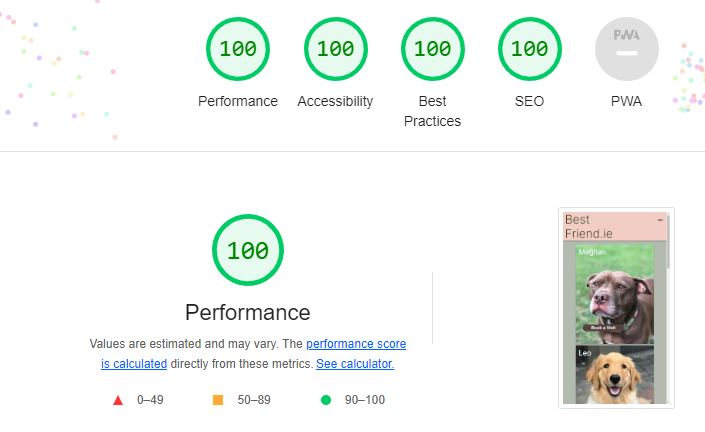 100
100
100
100
PWA
Performance
Accessibility
Best
Practices
SEO
PWA
100
Performance
Values are estimated and may vary. The performance score
is calculated directly from these metrics. See calculator.
0–49
50–89
90–100
Best
Friend.ie
Meghan
Book a Visit
Leo